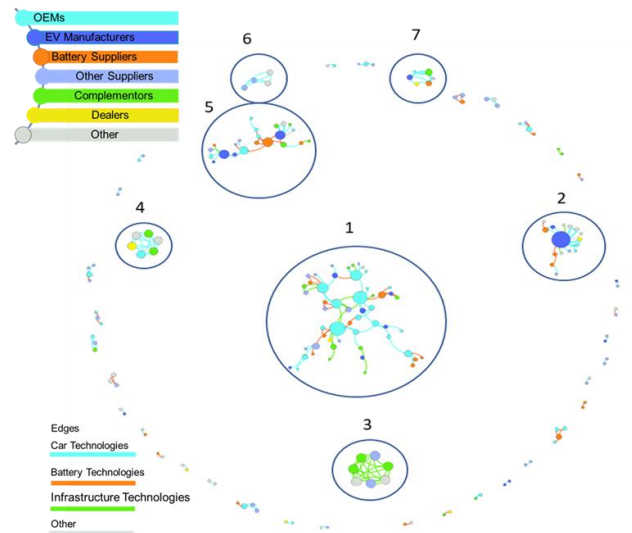 OEMs
EV Manufacturers
Battery Suppliers
Other Suppliers
Complementors
Dealers
Other
6
7
5
4
2
1
3
Edges
Car Technologies
Battery Technologies
Infrastructure Technologies
Other